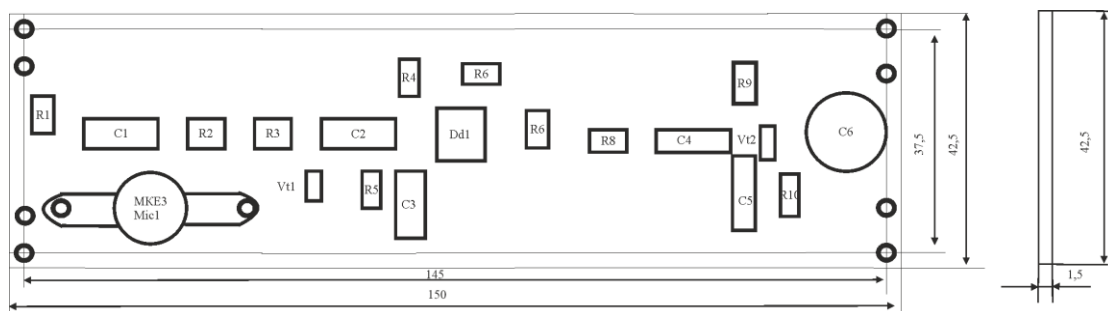 R4
R6
R9
R1
C1
R2
R3
C2
Dd1
R6
R8
C4
Vt2
C6
37,5
42,5
42,5
Vt1
R5
C3
C5
R10
MKE3
Mic1
145
1,5
150